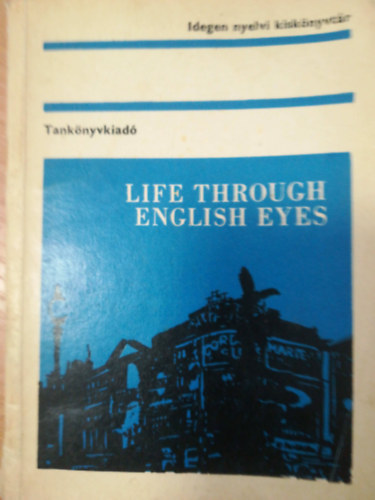 Idegen nyelvi kiskönyvtár
Tankönyvkiadó
LIFE THROUGH
ENGLISH EYES